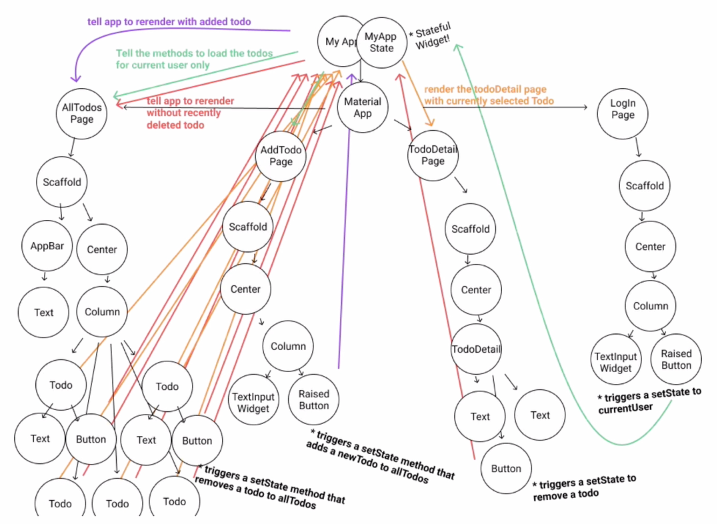 tell app to rerender with added todo
My App
MyApp
State
* Stateful
Widget!
Tell the methods to load the todos
for current user only
AllTodos
Page
tell app to rerender
without recently
deleted todo
Material
App
render the todoDetail page
with currently selected Todo
LogIn
Page
AddTodo
Page
TodoDetail
Page
Scaffold
Scaffold
Scaffold
Scaffold
AppBar
Center
Center
Center
Center
Text
Column
Column
TodoDetail
Column
Todo
Todo
TextInput
Widget
Raised
Button
TextInput
Widget
Raised
Button
* triggers a setState to
currentUser
Text
Button
Text
Button
* triggers a setState method that
adds a newTodo to allTodos
Text
Text
Button
* triggers a setState to
remove a todo
* triggers a setState method that
removes a todo to allTodos
Todo
Todo
Todo